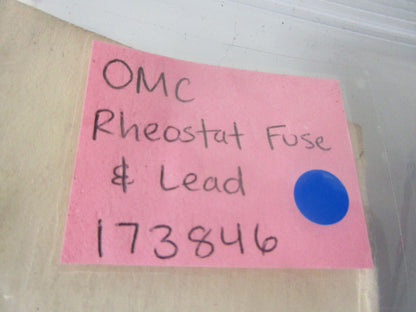 OMC
Rheostat Fuse
& Lead
173846